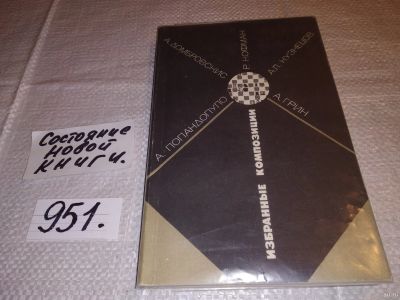 Состояние
новой
книги.
951.
А. ДОМБРОВСКИС
Р. КОФМАН
АЛ. КУЗНЕЦОВ
А. ПОПАНДОПУЛО
А. ГРИН
ИЗБРАННЫЕ КОМПОЗИЦИИ